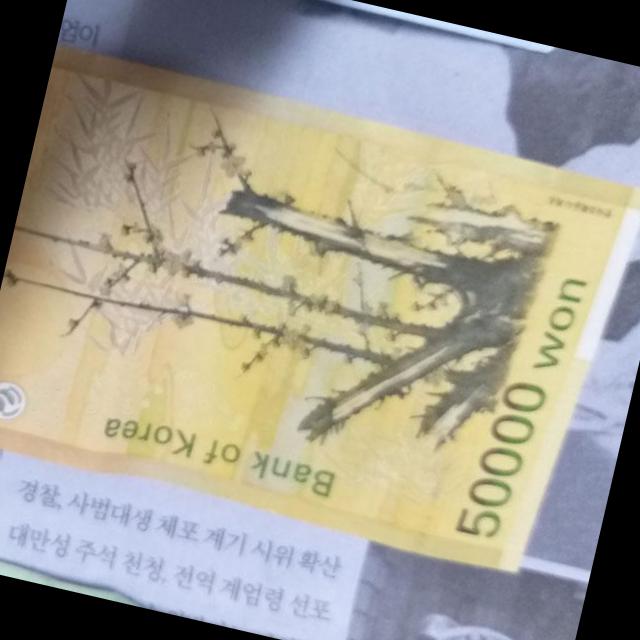 50000 won
Bank of Korea
경찰, 사범대생 체포 계기 시위 확산
대만성 주석 천청, 전역 계엄령 선포